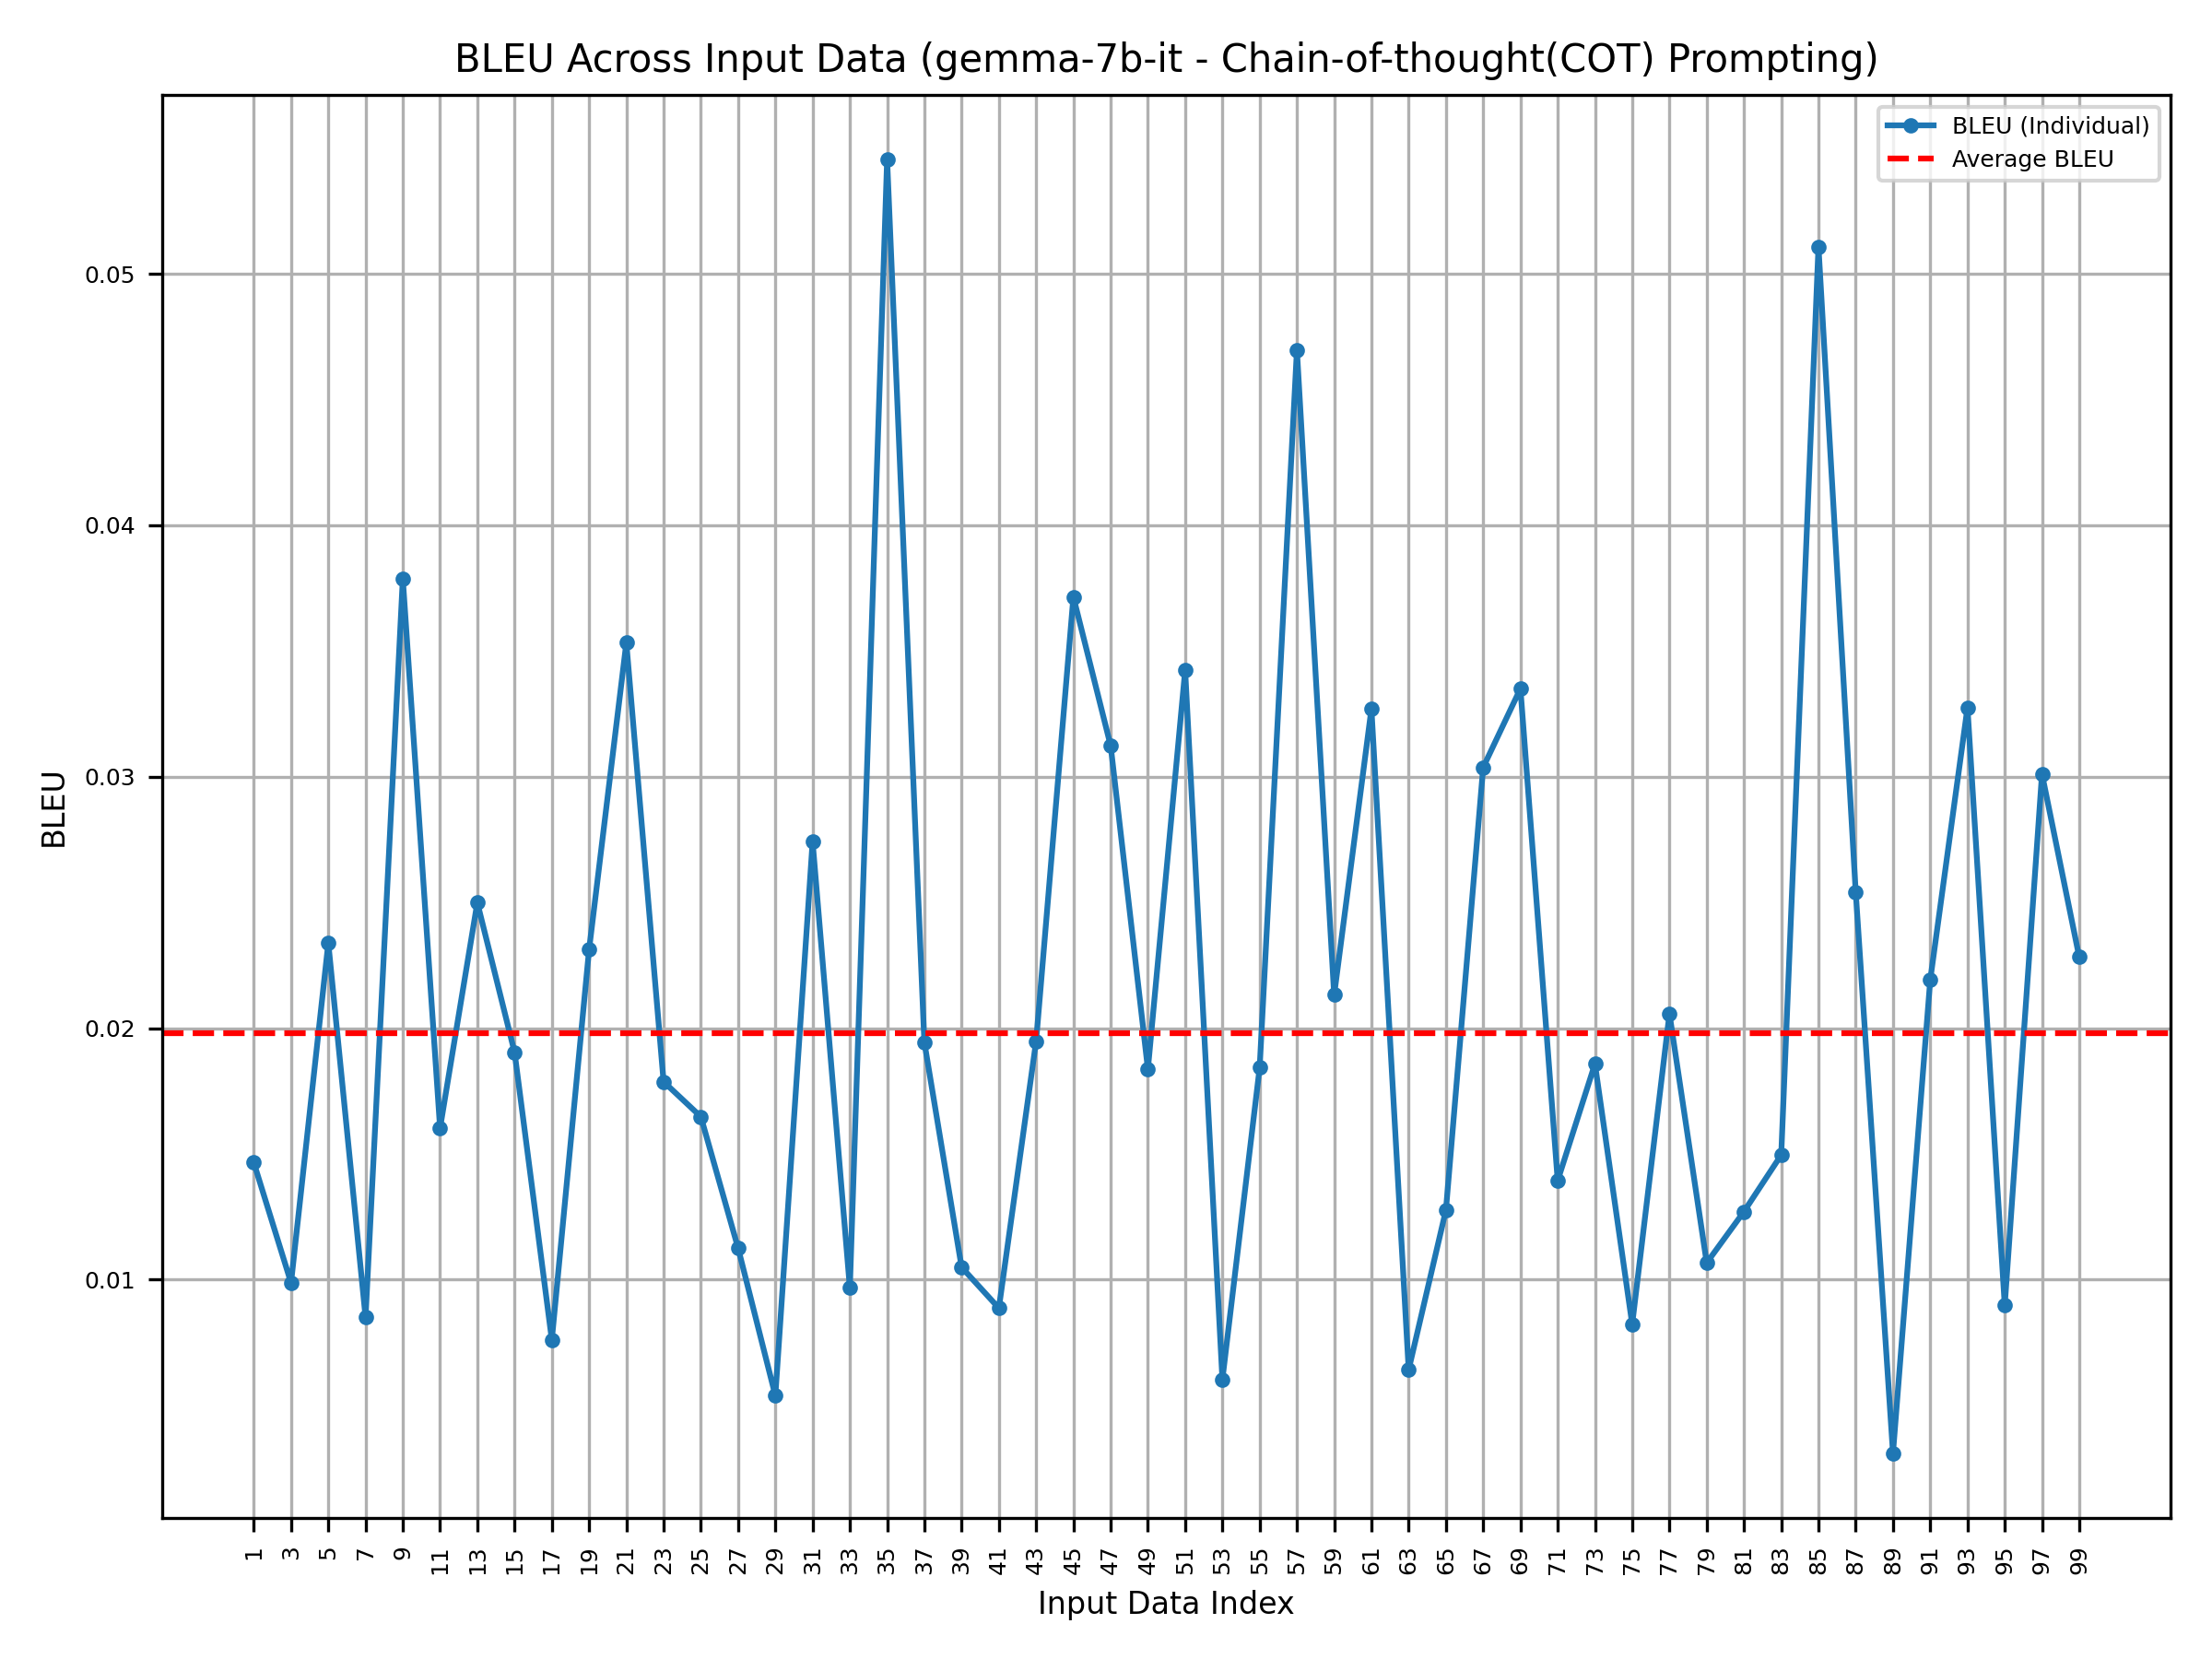 BLEU Across Input Data (gemma-7b-it - Chain-of-thought(COT) Prompting)
BLEU (Individual)
Average BLEU
BLEU
0.05
0.04
0.03
0.02
0.01
1 3 5 7 9 11 13 15 17 19 21 23 25 27 29 31 33 35 37 39 41 43 45 47 49 51 53 55 57 59 61 63 65 67 69 71 73 75 77 79 81 83 85 87 89 91 93 95 97 99
Input Data Index